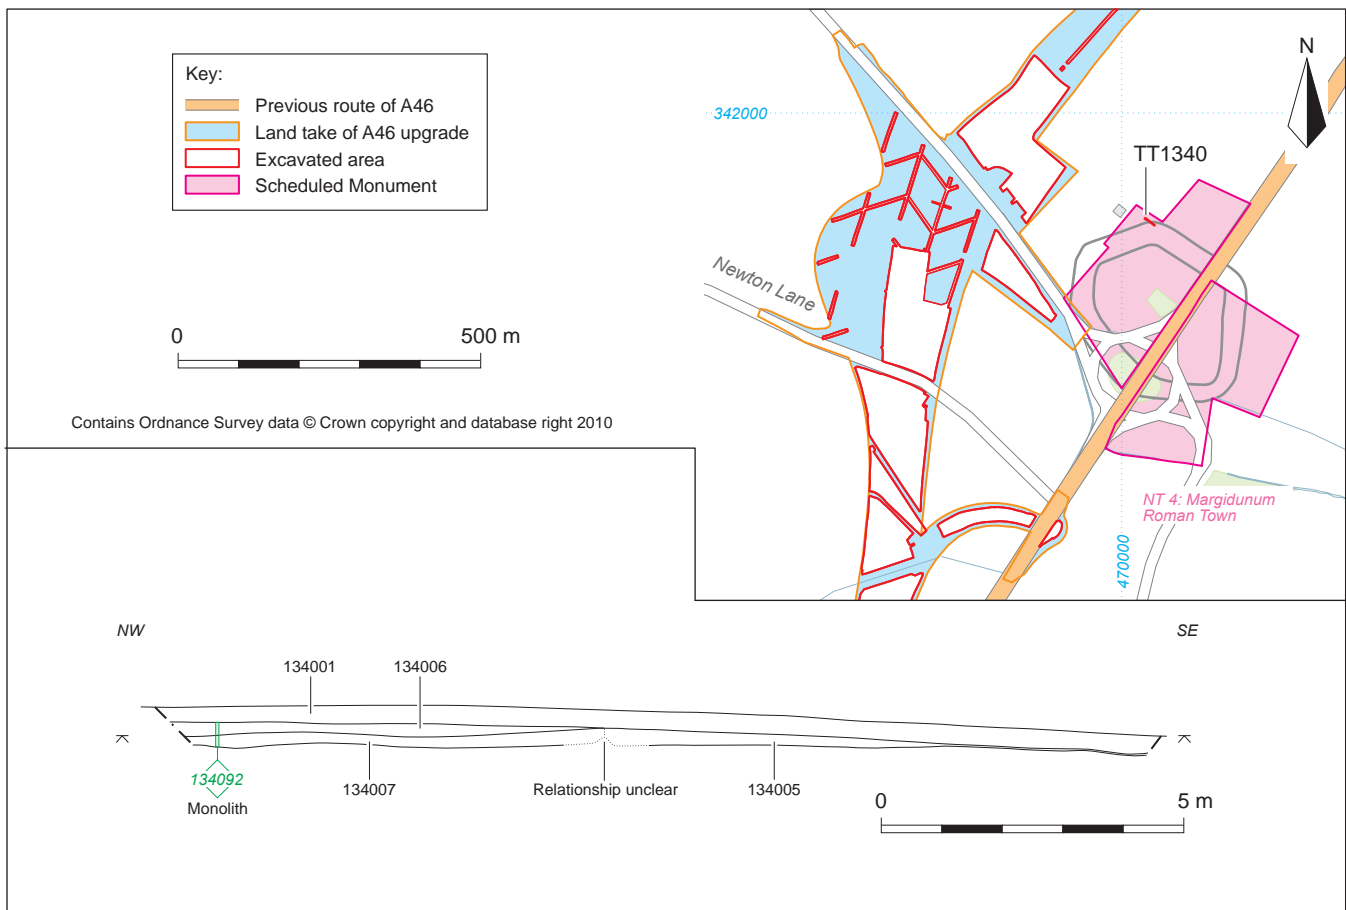 Key:
Previous route of A46
Land take of A46 upgrade
Excavated area
Scheduled Monument
0 500 m
Contains Ordnance Survey data © Crown copyright and database right 2010
342000
N
TT1340
Newton Lane
NT 4: Margidunum
Roman Town
470000
NW
SE
134001
134006
K
K
134092
Monolith
134007
Relationship unclear
134005
0 5 m